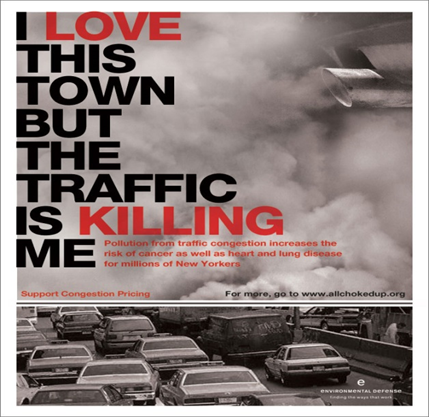 I LOVE
THIS
TOWN
BUT
THE
TRAFFIC
IS KILLING
ME
Pollution from traffic congestion increases the
risk of cancer as well as heart and lung disease
for millions of New Yorkers
Support Congestion Pricing
For more, go to www.allchokedup.org
e
ENVIRONMENTAL DEFENSE
finding the ways that work